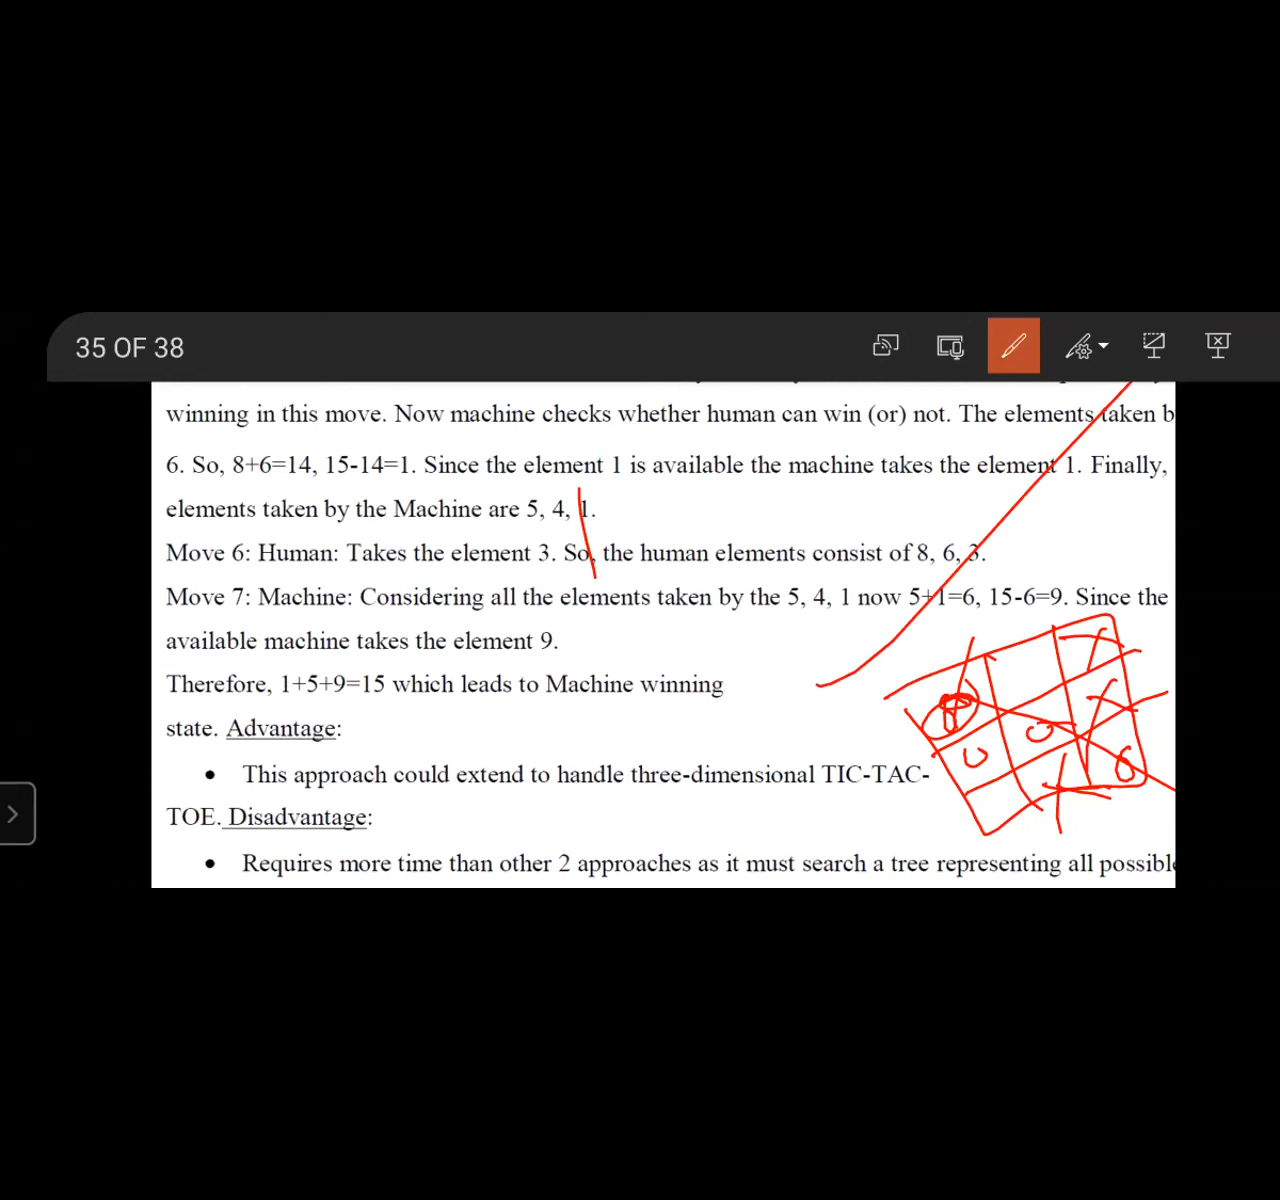 35 OF 38
winning in this move. Now machine checks whether human can win (or) not. The elements taken b
6. So, 8+6=14, 15-14=1. Since the element 1 is available the machine takes the element 1. Finally,
elements taken by the Machine are 5, 4, 1.
Move 6: Human: Takes the element 3. So, the human elements consist of 8, 6, 3.
Move 7: Machine: Considering all the elements taken by the 5, 4, 1 now 5+1=6, 15-6=9. Since the
available machine takes the element 9.
Therefore, 1+5+9=15 which leads to Machine winning
state. Advantage:
• This approach could extend to handle three-dimensional TIC-TAC-
TOE. Disadvantage:
• Requires more time than other 2 approaches as it must search a tree representing all possible